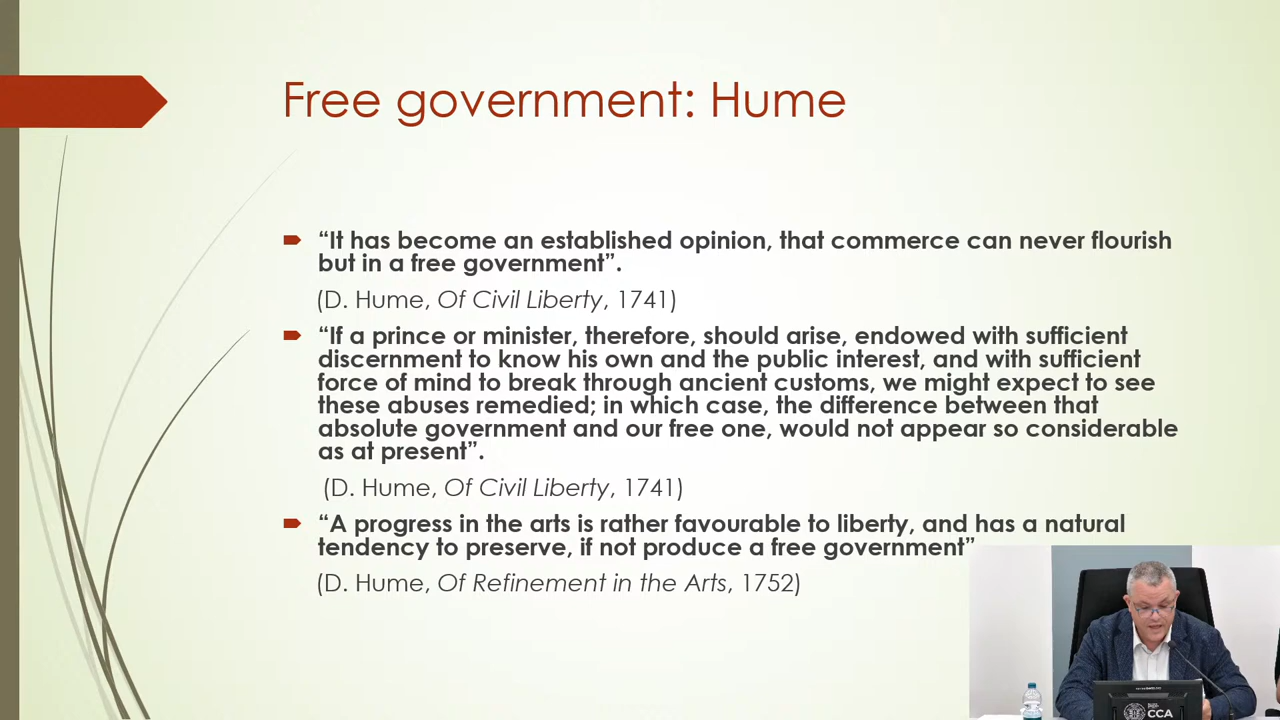 Free government: Hume
“It has become an established opinion, that commerce can never flourish
but in a free government”.
(D. Hume, Of Civil Liberty, 1741)
“If a prince or minister, therefore, should arise, endowed with sufficient
discernment to know his own and the public interest, and with sufficient
force of mind to break through ancient customs, we might expect to see
these abuses remedied; in which case, the difference between that
absolute government and our free one, would not appear so considerable
as at present”.
(D. Hume, Of Civil Liberty, 1741)
“A progress in the arts is rather favourable to liberty, and has a natural
tendency to preserve, if not produce a free government”
(D. Hume, Of Refinement in the Arts, 1752)
CCA